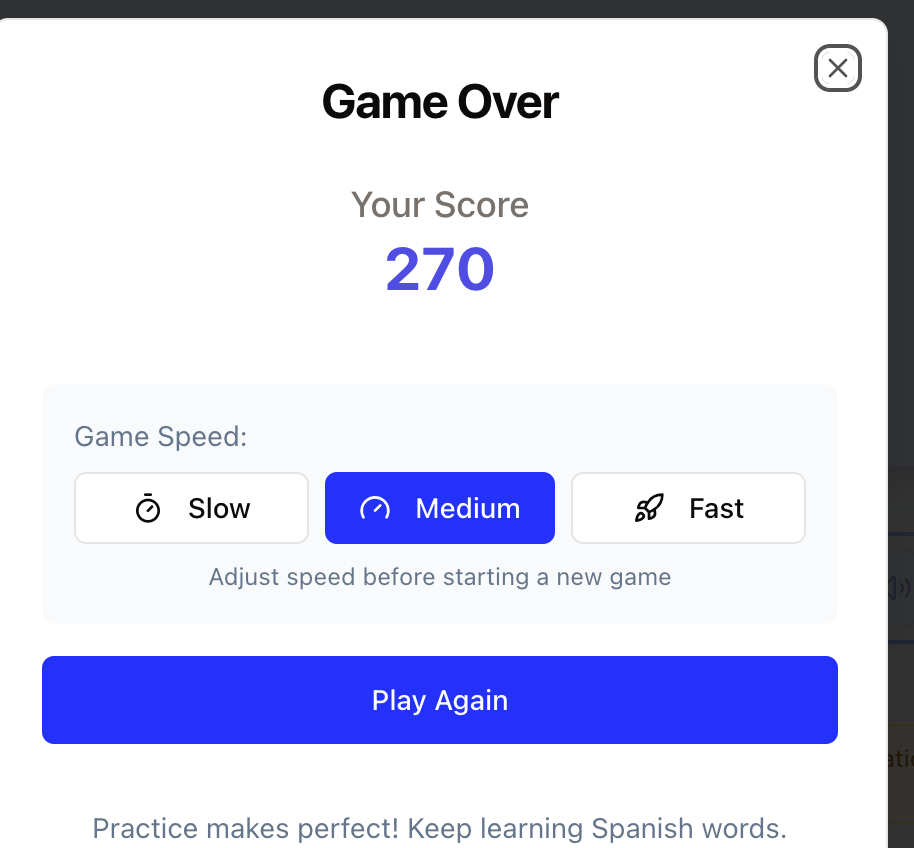 Game Over
Your Score
270
Game Speed:
Slow
Medium
Fast
Adjust speed before starting a new game
Play Again
Practice makes perfect! Keep learning Spanish words.